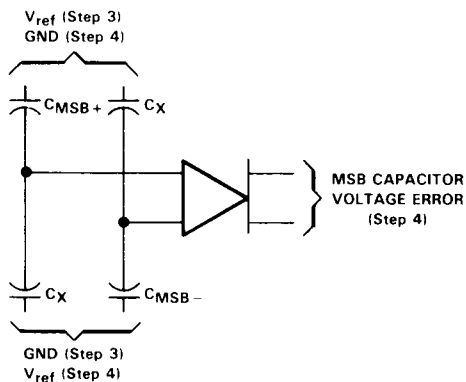 Vref (Step 3)
GND (Step 4)
CMSB+
CX
MSB CAPACITOR
VOLTAGE ERROR
(Step 4)
CX
CMSB−
GND (Step 3)
Vref (Step 4)